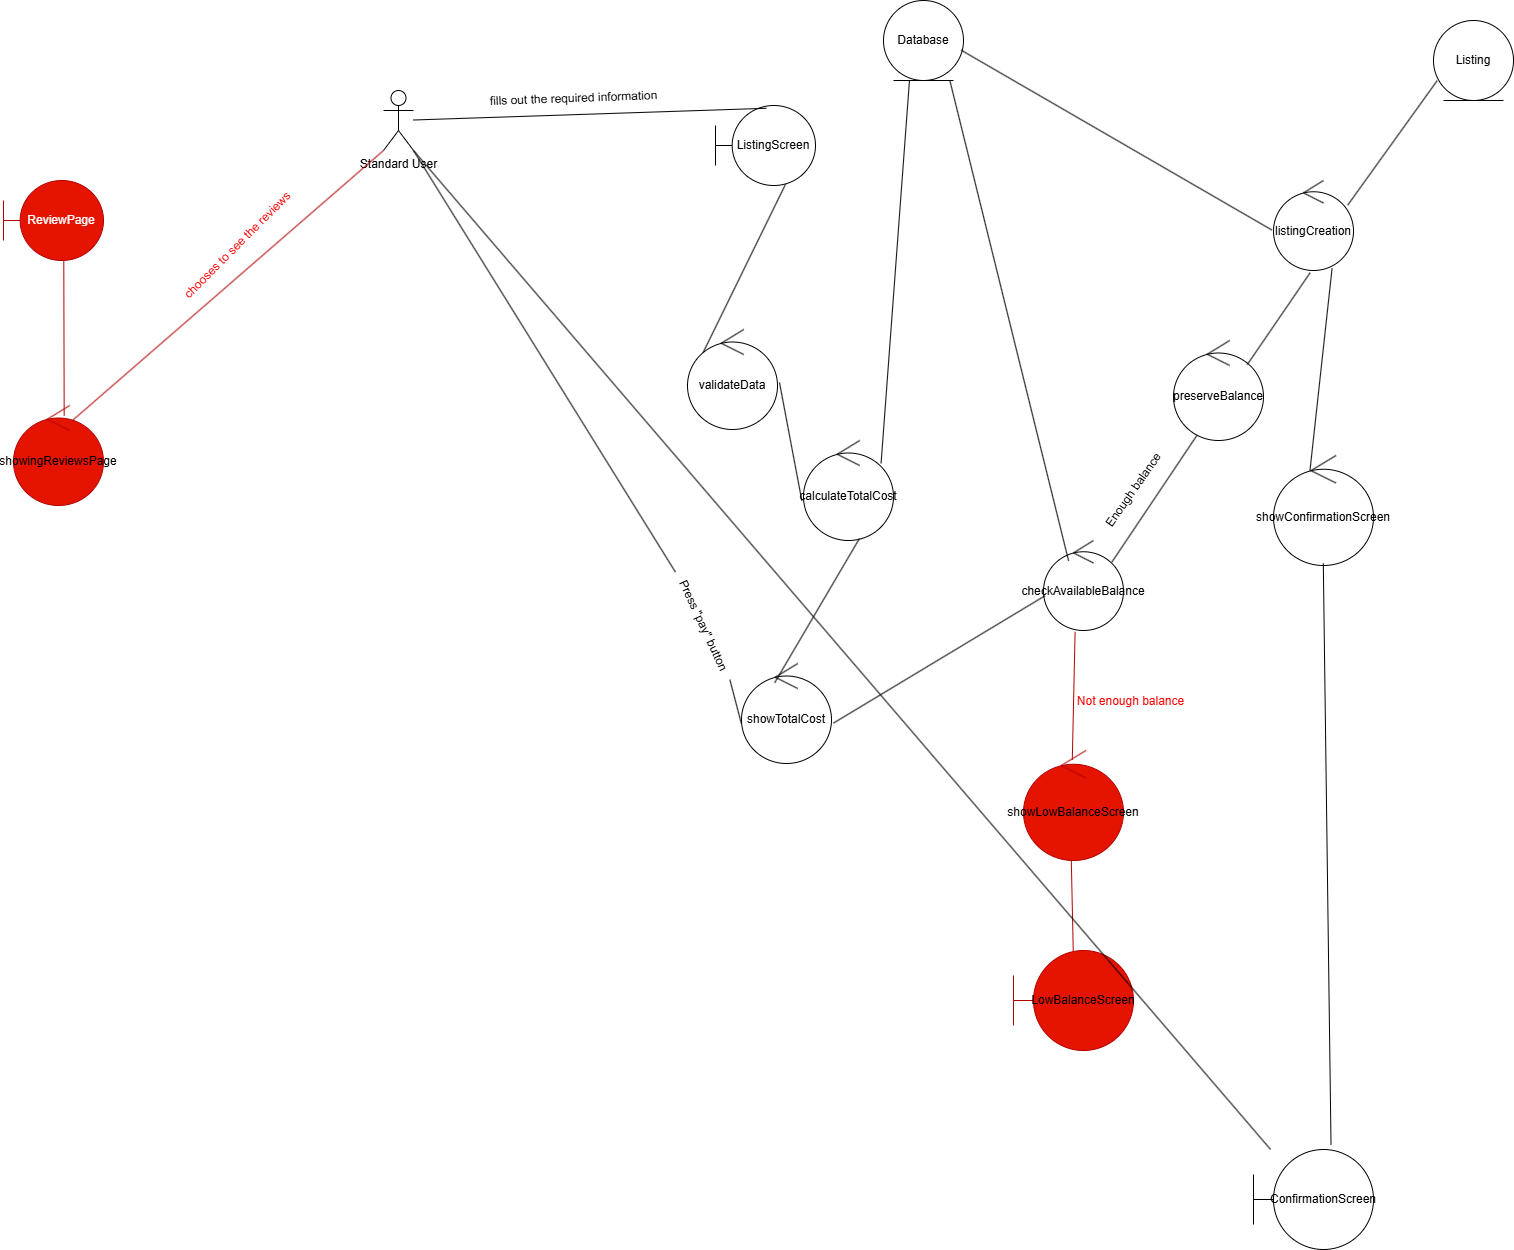 Database
Listing
fills out the required information
ListingScreen
Standard User
ReviewPage
chooses to see the reviews
listingCreation
validateData
preserveBalance
showingReviewsPage
Enough balance
calculateTotalCost
showConfirmationScreen
checkAvailableBalance
Press "pay" button
Not enough balance
showTotalCost
showLowBalanceScreen
LowBalanceScreen
ConfirmationScreen